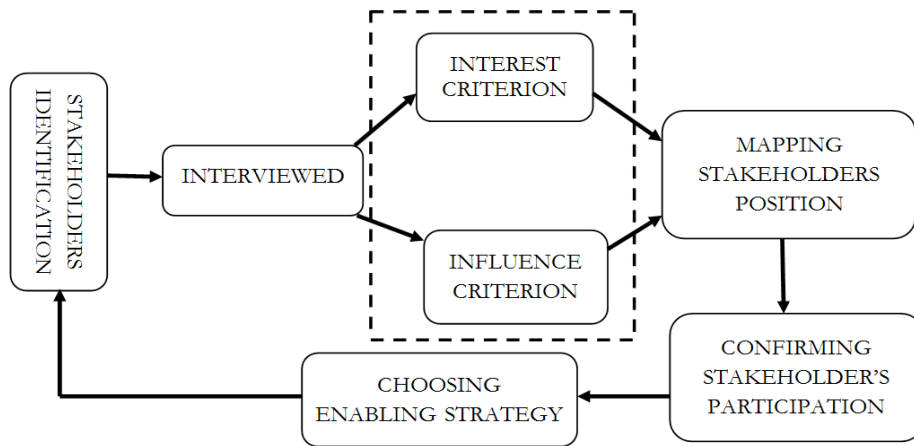 STAKEHOLDERS
IDENTIFICATION
INTERVIEWED
INTEREST
CRITERION
INFLUENCE
CRITERION
MAPPING
STAKEHOLDERS
POSITION
CONFIRMING
STAKEHOLDER'S
PARTICIPATION
CHOOSING
ENABLING STRATEGY